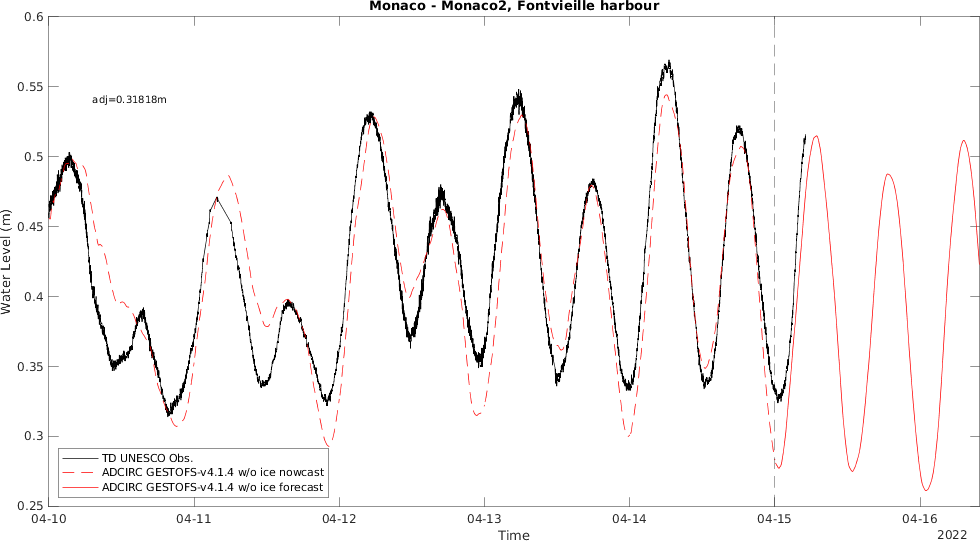 Monaco - Monaco2, Fontvieille harbour
0.6
0.55
adj=0.31818m
0.5
0.45
Water Level (m)
0.4
0.35
0.3
0.25
TD UNESCO Obs.
ADCIRC GESTOFS-v4.1.4 w/o ice nowcast
ADCIRC GESTOFS-v4.1.4 w/o ice forecast
04-10 04-11 04-12 04-13 04-14 04-15 04-16
Time
2022